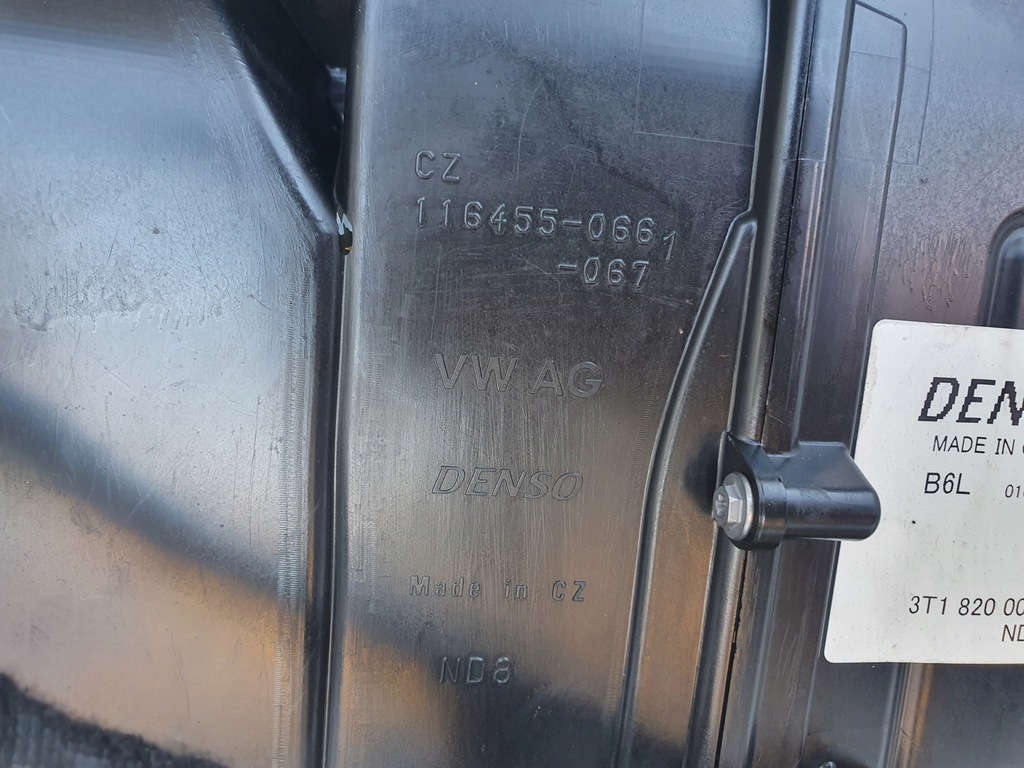 CZ
116455-0661
-067
VW AG
DENSO
Made in CZ
ND8
DEN
MADE IN
B6L 01
3T1 820 00
ND